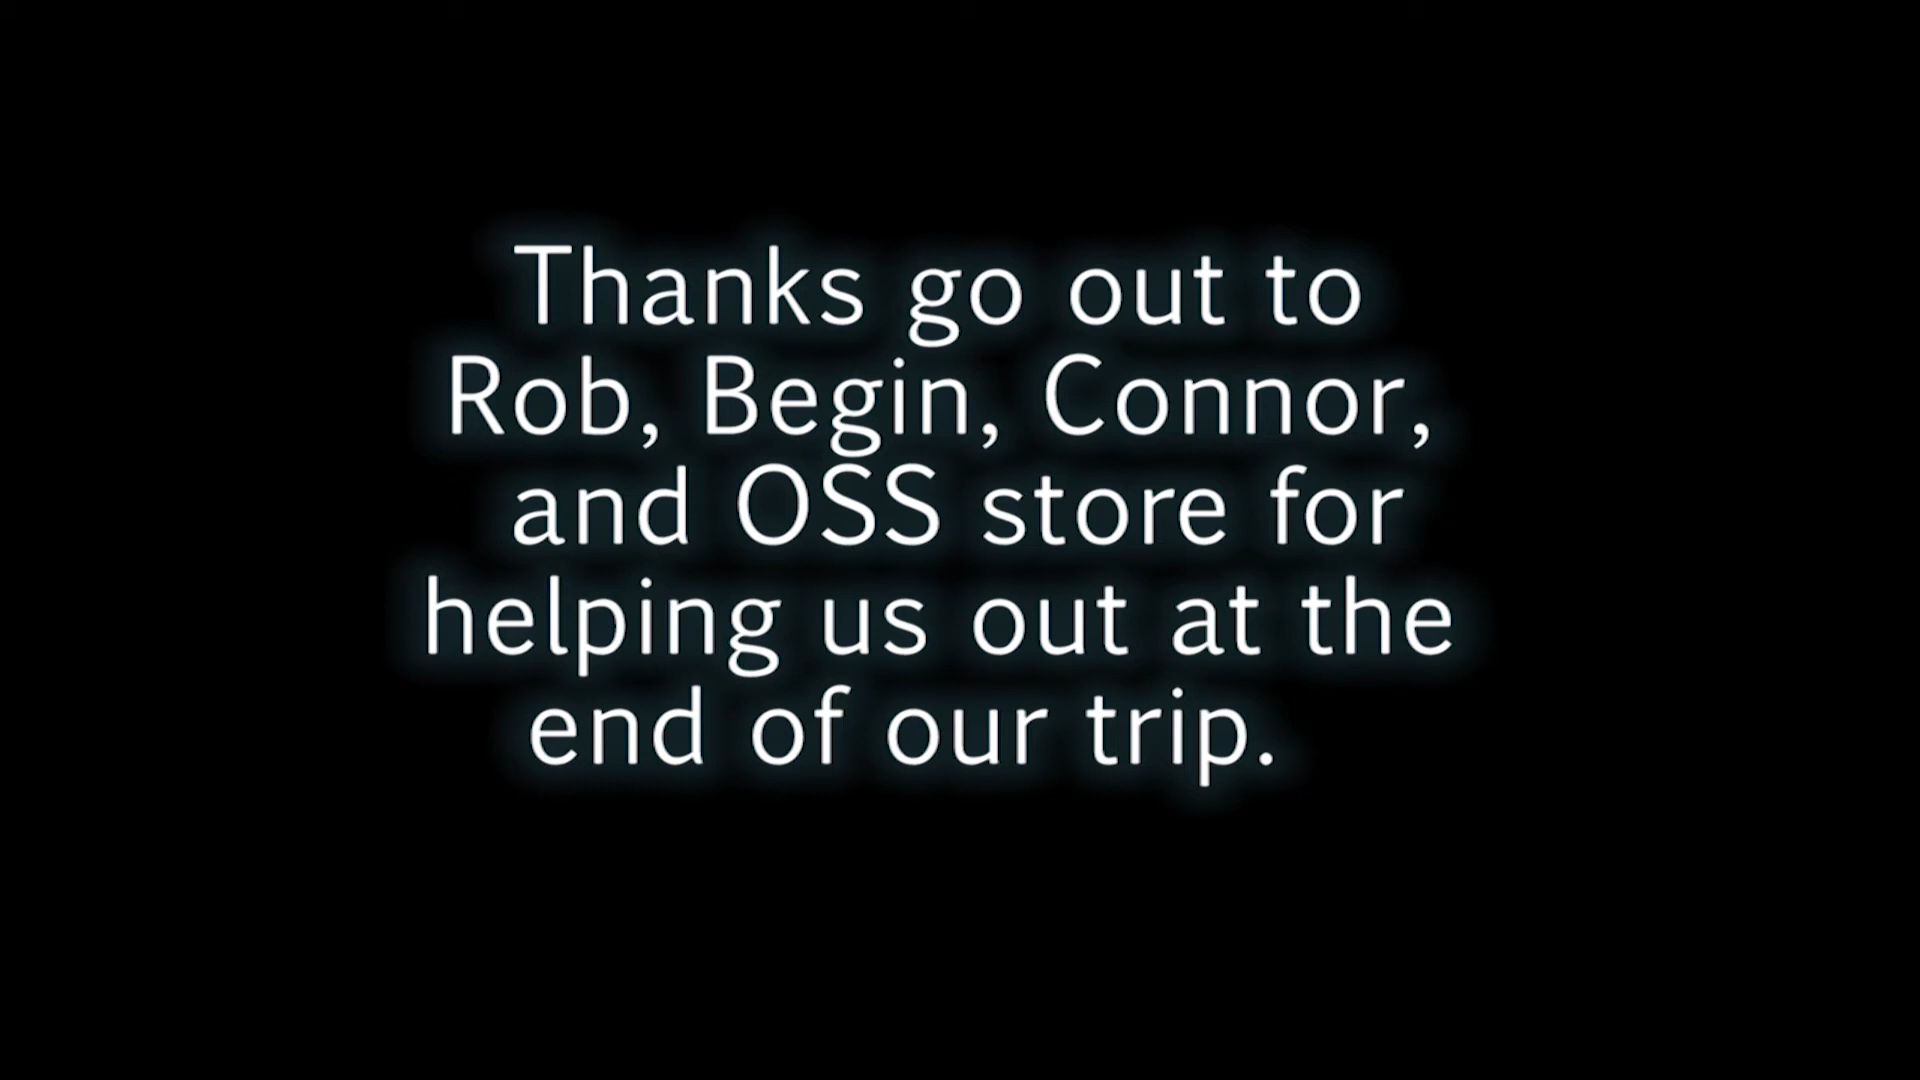 Thanks go out to
Rob, Begin, Connor,
and OSS store for
helping us out at the
end of our trip.